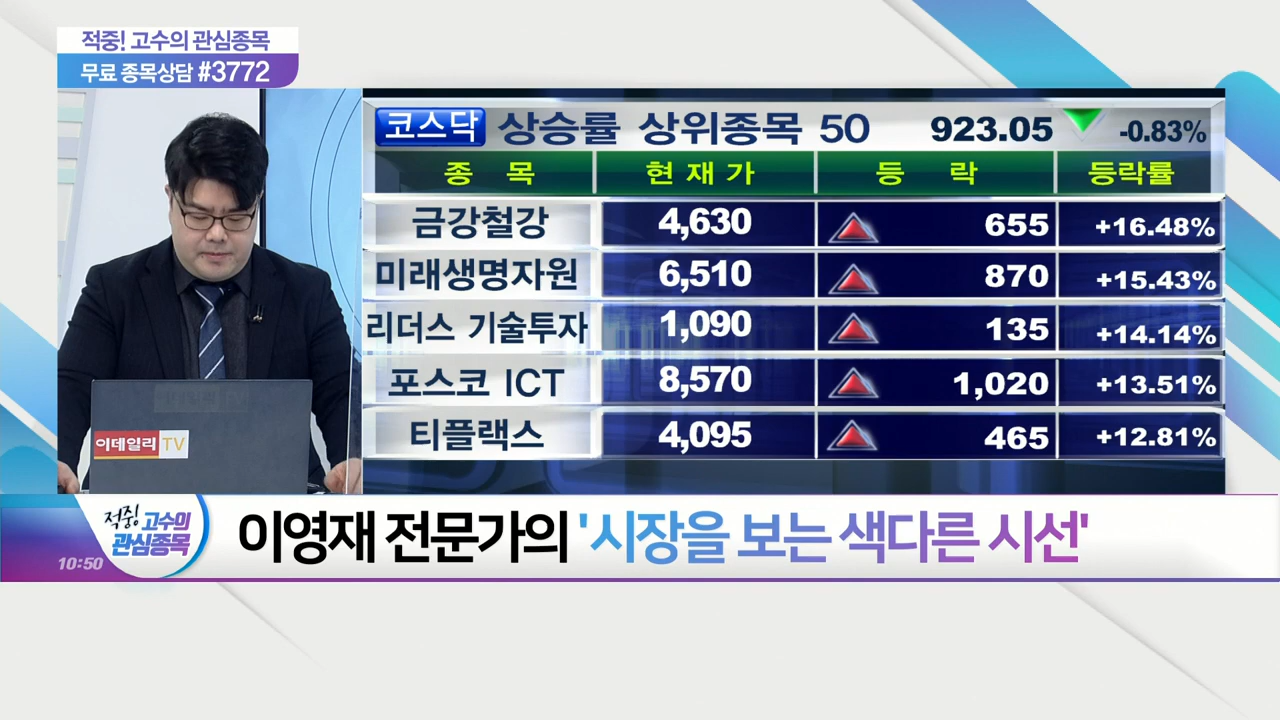 적중! 고수의 관심종목
무료 종목상담 #3772
코스닥 상승률 상위종목 50 923.05 -0.83%
종 목 현 재 가 등 락 등락률
금강철강 4,630 655 +16.48%
미래생명자원 6,510 870 +15.43%
리더스 기술투자 1,090 135 +14.14%
포스코 ICT 8,570 1,020 +13.51%
티플랙스 4,095 465 +12.81%
이데일리 TV
적중! 고수의
관심종목
10:50
이영재 전문가의 '시장을 보는 색다른 시선'